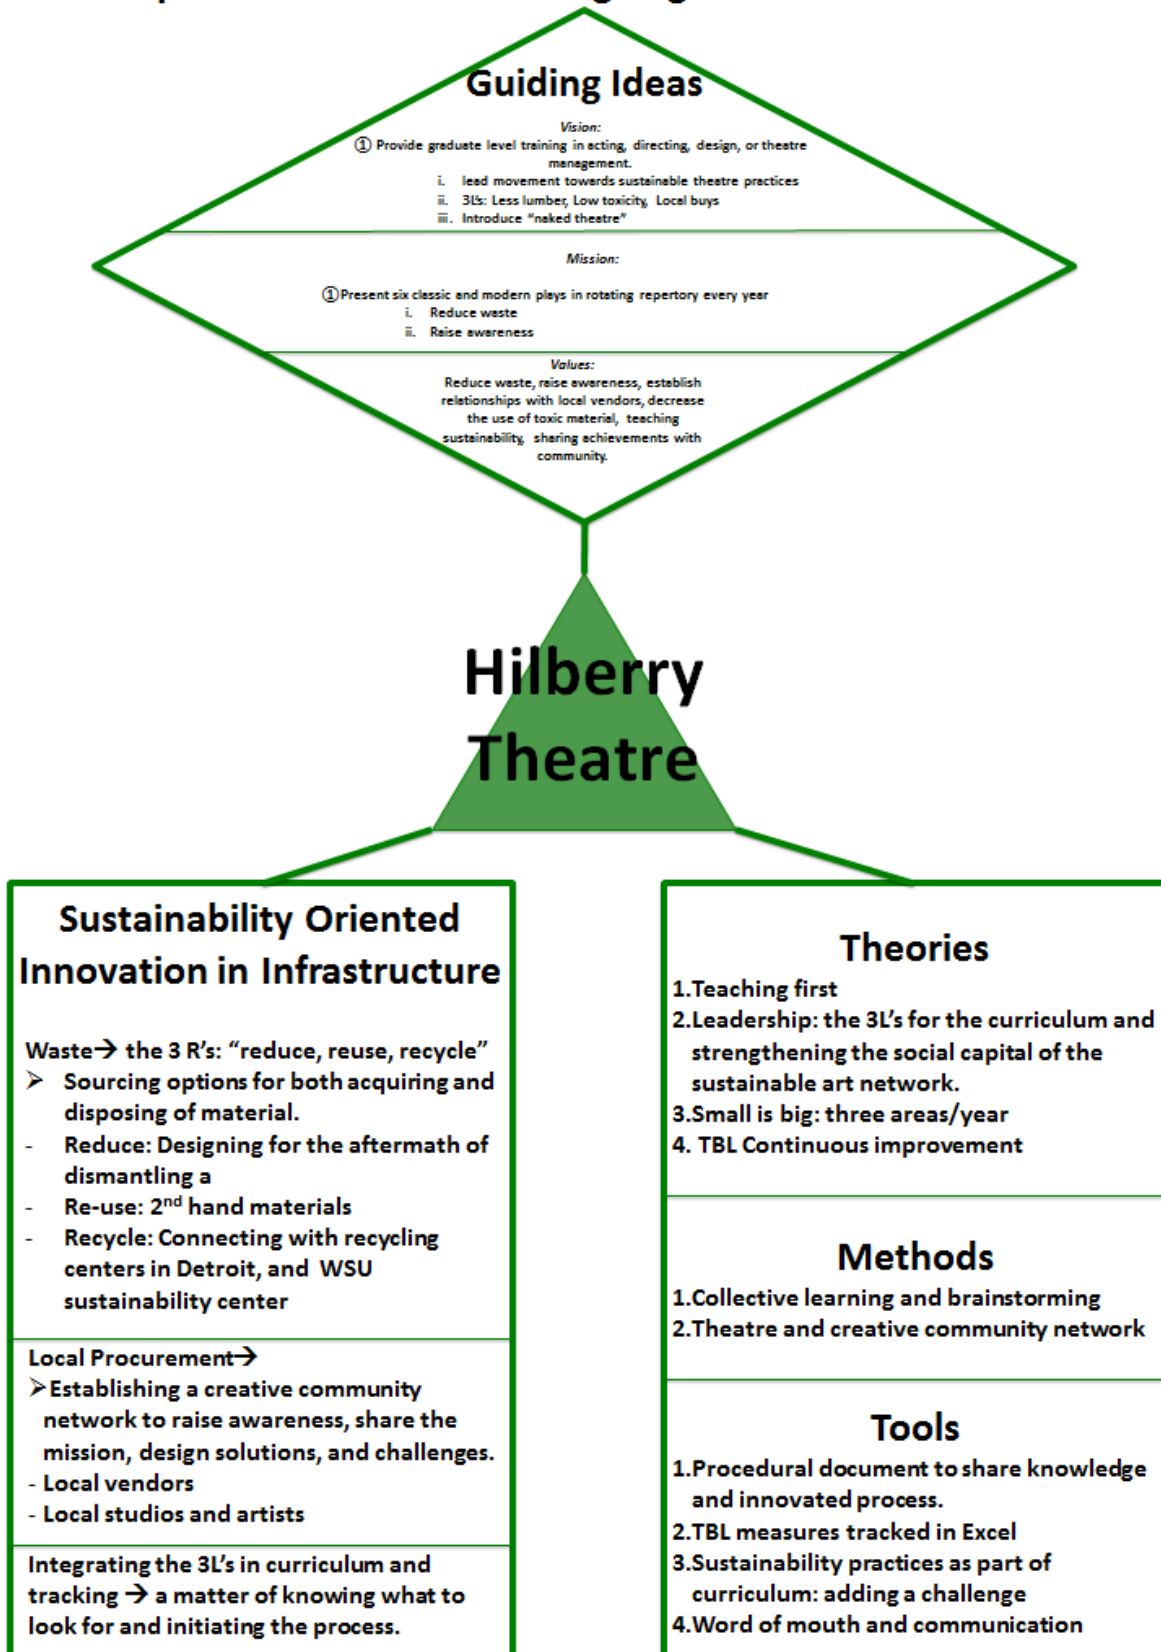 Guiding Ideas
Vision:
① Provide graduate level training in acting, directing, design, or theatre
management.
i. lead movement towards sustainable theatre practices
ii. 3L's: Less lumber, Low toxicity, Local buys
iii. Introduce "naked theatre"
Mission:
①Present six classic and modern plays in rotating repertory every year
i. Reduce waste
ii. Raise awareness
Values:
Reduce waste, raise awareness, establish
relationships with local vendors, decrease
the use of toxic material, teaching
sustainability, sharing achievements with
community.
Hilberry
Theatre
Sustainability Oriented
Innovation in Infrastructure
Waste→ the 3 R's: "reduce, reuse, recycle"
➢ Sourcing options for both acquiring and
disposing of material.
- Reduce: Designing for the aftermath of
dismantling a
- Re-use: 2nd hand materials
- Recycle: Connecting with recycling
centers in Detroit, and WSU
sustainability center
Local Procurement→
➢Establishing a creative community
network to raise awareness, share the
mission, design solutions, and challenges.
- Local vendors
- Local studios and artists
Integrating the 3L's in curriculum and
tracking → a matter of knowing what to
look for and initiating the process.
Theories
1.Teaching first
2.Leadership: the 3L's for the curriculum and
strengthening the social capital of the
sustainable art network.
3.Small is big: three areas/year
4. TBL Continuous improvement
Methods
1.Collective learning and brainstorming
2.Theatre and creative community network
Tools
1.Procedural document to share knowledge
and innovated process.
2.TBL measures tracked in Excel
3.Sustainability practices as part of
curriculum: adding a challenge
4.Word of mouth and communication